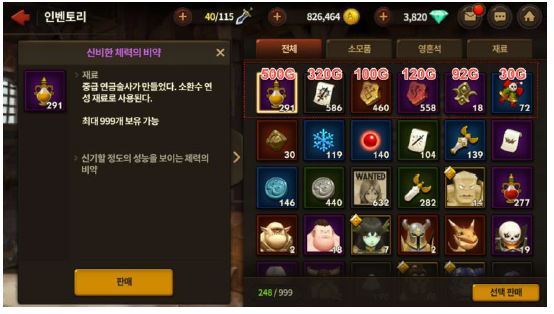 인벤토리
40/115
826,464
3,820
신비한 체력의 비약
291
재료
중급 연금술사가 만들었다. 소환수 연
성 재료로 사용된다.
최대 999개 보유 가능
신기할 정도의 성능을 보이는 체력의
비약
판매
전체 소모품 영혼석 재료
500G 320G 100G 120G 92G 30G
291 586 460 558 18 72
30 119 140 104 139
WANTED
146 440 632 282 14 277
2 18 7 2 19
248 / 999
선택 판매